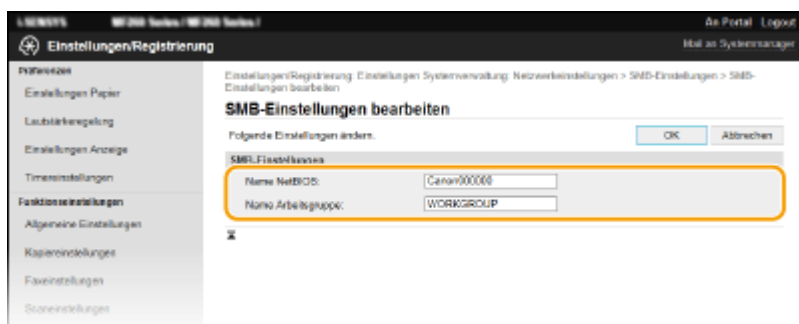 An Portal Logout
Einstellungen/Registrierung
Mail an Systemmanager
Präferenzen
Einstellungen Papier
Lautstärkeregelung
Einstellungen Anzeige
Timereinstellungen
Funktionseinstellungen
Allgemeine Einstellungen
Kopiereinstellungen
Faxeinstellungen
Scaneinstellungen
Einstellungen/Registrierung: Einstellungen Systemverwaltung: Netzwerkeinstellungen > SMB-Einstellungen > SMB-
Einstellungen bearbeiten
SMB-Einstellungen bearbeiten
Folgende Einstellungen ändern.
OK
Abbrechen
SMB-Einstellungen
Name NetBIOS:
Canon000000
Name Arbeitsgruppe:
WORKGROUP